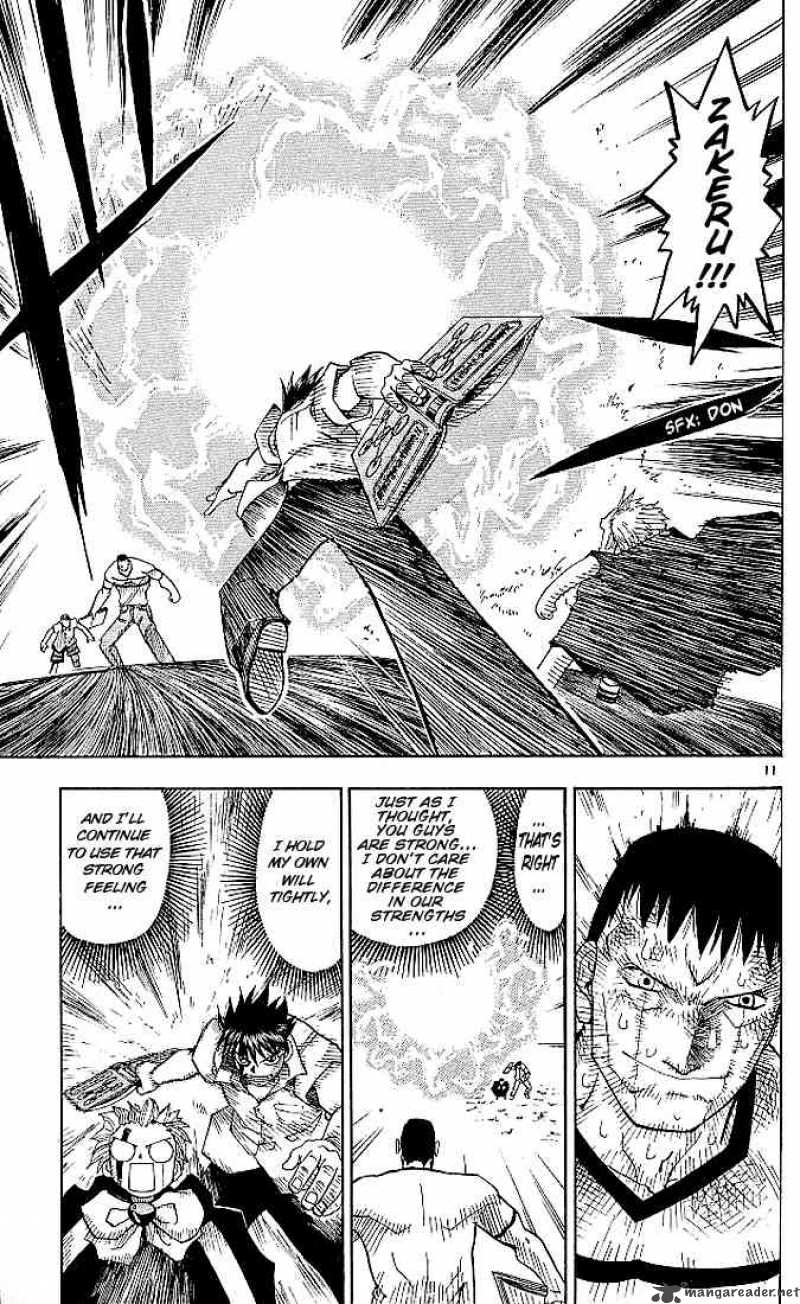 ZAKERU!!!
SFX: DON
11
...
THAT'S
RIGHT
...
JUST AS I
THOUGHT,
YOU GUYS
ARE STRONG...
I DON'T CARE
ABOUT THE
DIFFERENCE
IN OUR
STRENGTHS
...
I HOLD
MY OWN
WILL
TIGHTLY,
AND I'LL
CONTINUE
TO USE THAT
STRONG
FEELING
...
mangareader.net